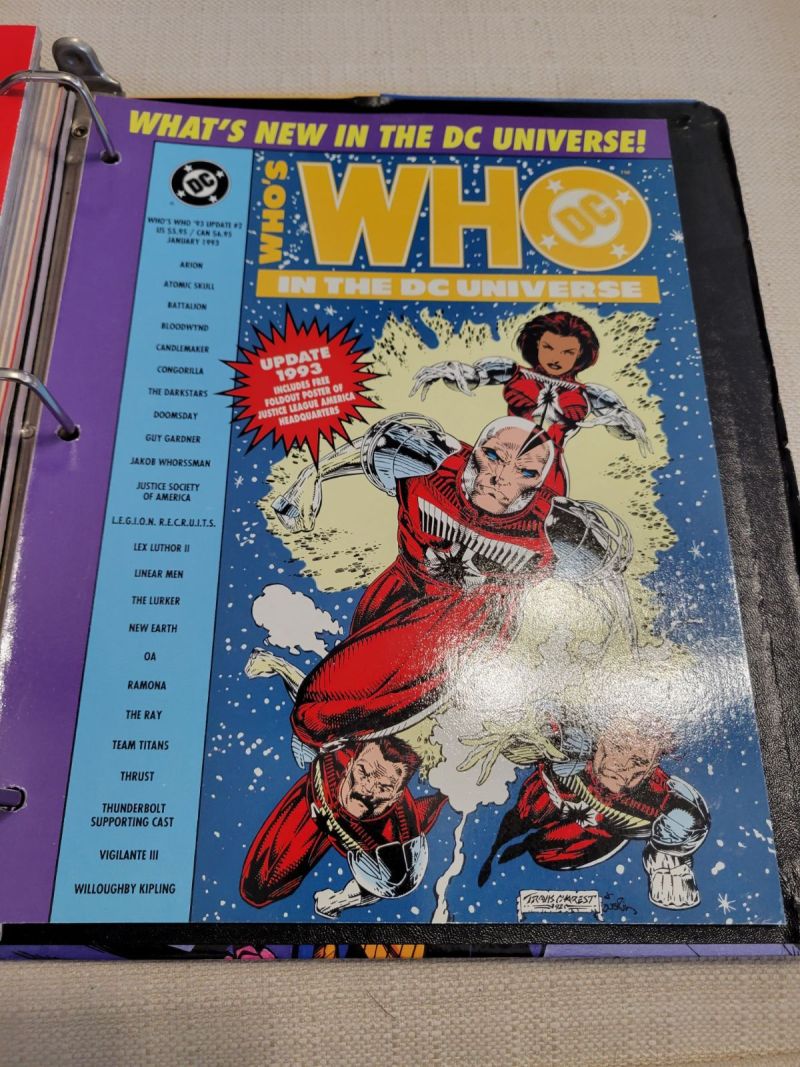 WHAT'S NEW IN THE DC UNIVERSE!
DC
WHO'S WHO '93 UPDATE #2
US $5.95 / CAN $6.95
JANUARY 1993
ARION
ATOMIC SKULL
BATTALION
BLOODWYND
CANDLEMAKER
CONGORILLA
THE DARKSTARS
DOOMSDAY
GUY GARDNER
JAKOB WHORSSMAN
JUSTICE SOCIETY
OF AMERICA
L.E.G.I.O.N. R.E.C.R.U.I.T.S.
LEX LUTHOR II
LINEAR MEN
THE LURKER
NEW EARTH
OA
RAMONA
THE RAY
TEAM TITANS
THRUST
THUNDERBOLT
SUPPORTING CAST
VIGILANTE III
WILLOUGHBY KIPLING
WHO'S
WHO
DC
TM
IN THE DC UNIVERSE
UPDATE
1993
INCLUDES FREE
FOLDOUT POSTER OF
JUSTICE LEAGUE AMERICA
HEADQUARTERS
TRAVIS CHAREST